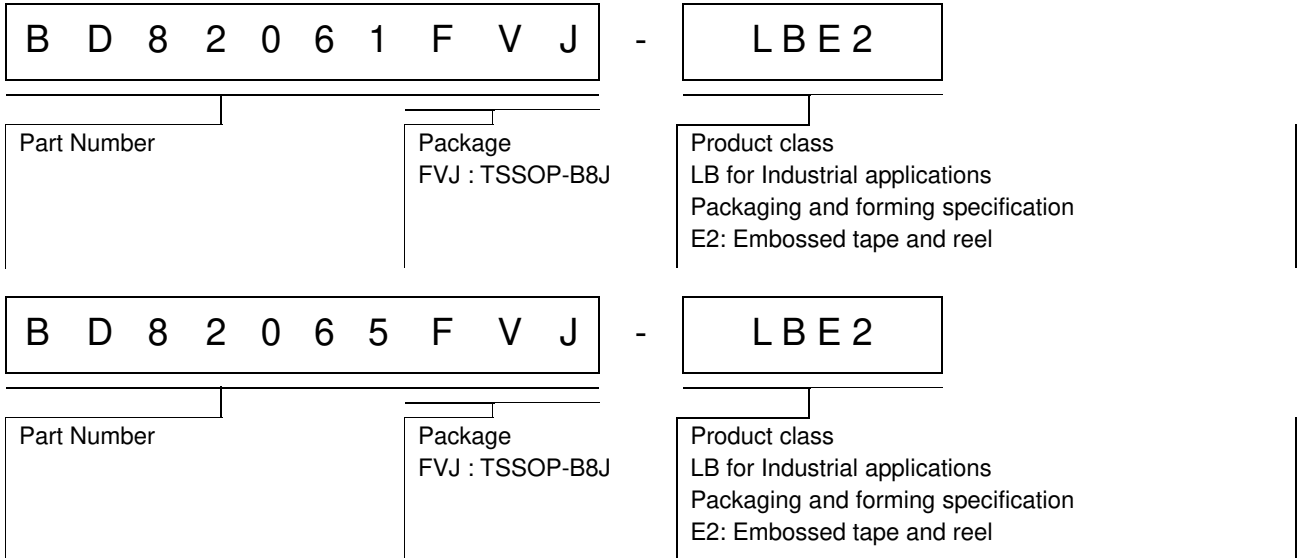 B D 8 2 0 6 1 F V J - L B E 2
Part Number
Package
FVJ : TSSOP-B8J
Product class
LB for Industrial applications
Packaging and forming specification
E2: Embossed tape and reel
B D 8 2 0 6 5 F V J - L B E 2
Part Number
Package
FVJ : TSSOP-B8J
Product class
LB for Industrial applications
Packaging and forming specification
E2: Embossed tape and reel